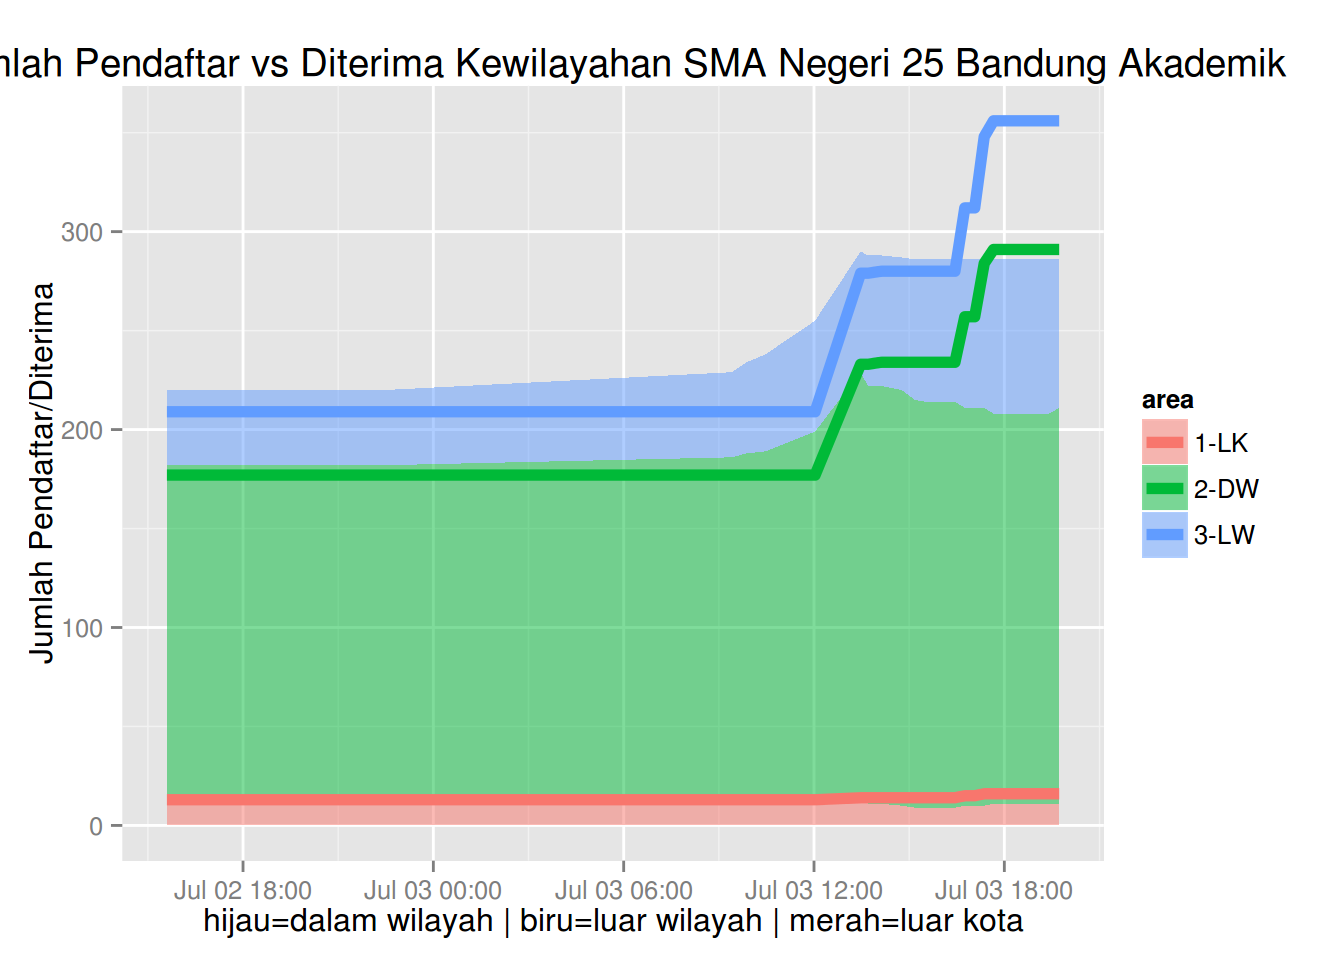 Pendaftar vs Diterima Kewilayahan SMA Negeri 25 Bandung Akademik
Jumlah Pendaftar/Diterima
300
200
100
0
Jul 02 18:00
Jul 03 00:00
Jul 03 06:00
Jul 03 12:00
Jul 03 18:00
hijau=dalam wilayah | biru=luar wilayah | merah=luar kota
area
1-LK
2-DW
3-LW